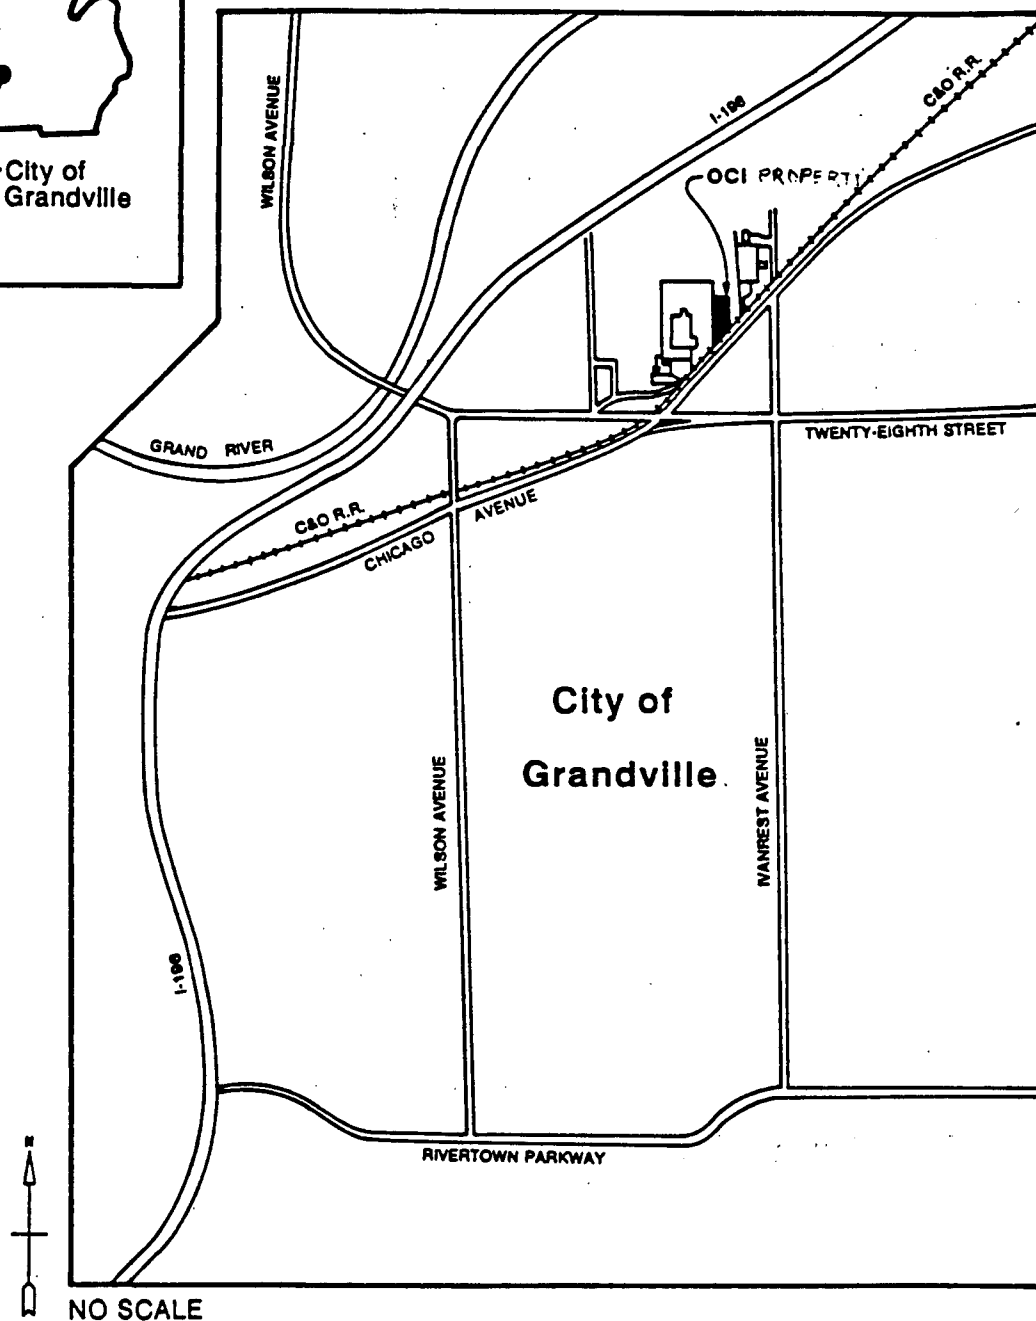 City of
Grandville
WILSON AVENUE
I-196
C&O R.R.
OCI PROPERTY
GRAND RIVER
TWENTY-EIGHTH STREET
C&O R.R.
CHICAGO AVENUE
City of
Grandville
WILSON AVENUE
IVANREST AVENUE
I-196
RIVERTOWN PARKWAY
N
NO SCALE